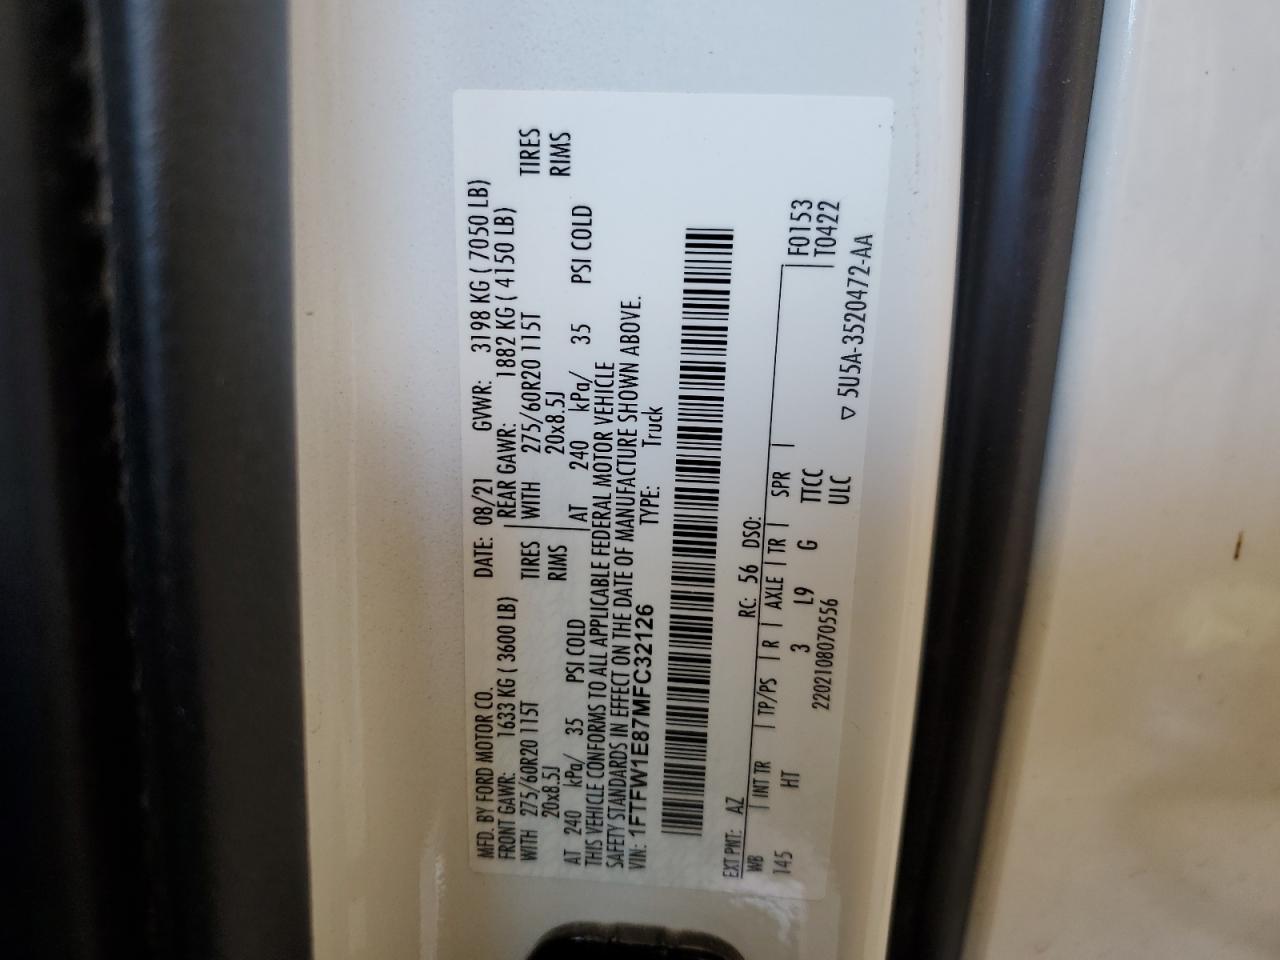 MFD. BY FORD MOTOR CO. DATE: 08/21 GVWR: 3198 KG ( 7050 LB)
FRONT GAWR: 1633 KG ( 3600 LB) REAR GAWR: 1882 KG ( 4150 LB)
WITH 275/60R20 115T TIRES WITH 275/60R20 115T TIRES
20x8.5J RIMS 20x8.5J RIMS
AT 240 kPa/ 35 PSI COLD AT 240 kPa/ 35 PSI COLD
THIS VEHICLE CONFORMS TO ALL APPLICABLE FEDERAL MOTOR VEHICLE
SAFETY STANDARDS IN EFFECT ON THE DATE OF MANUFACTURE SHOWN ABOVE.
VIN: 1FTFW1E87MFC32126 TYPE: Truck
EXT PNT: AZ RC: 56 DSO:
WB INT TR TP/PS R AXLE TR SPR F0153
145 HT 3 L9 G TTCC T0422
2202108070556 ULC
▽ 5U5A-3520472-AA